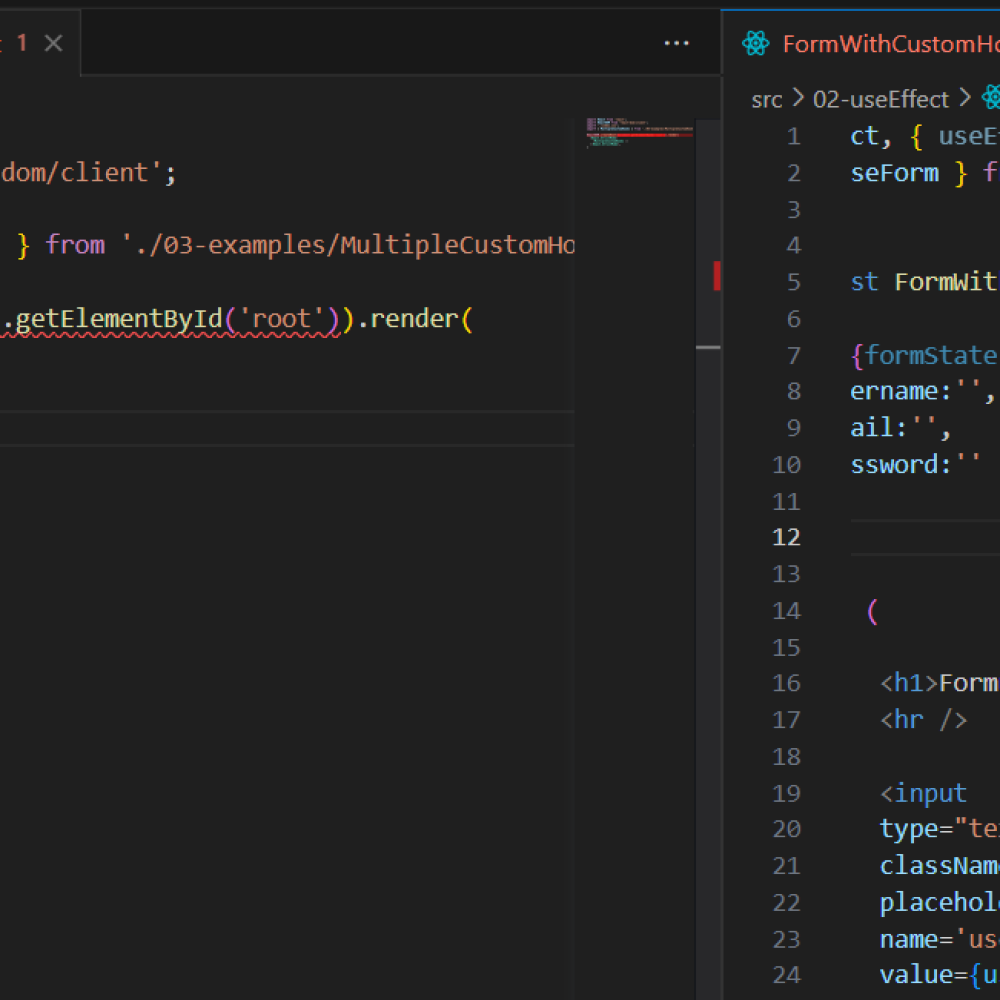 1
dom/client';
} from './03-examples/MultipleCustomHo
.getElementById('root')).render(
FormWithCustomHo
src > 02-useEffect >
1 ct, { useEf
2 seForm } f
3
4
5 st FormWit
6
7 {formState
8 ername:'',
9 ail:'',
10 ssword:''
11
12
13
14 (
15
16 <h1>Form
17 <hr />
18
19 <input
20 type="te
21 classNam
22 placehol
23 name='us
24 value={u